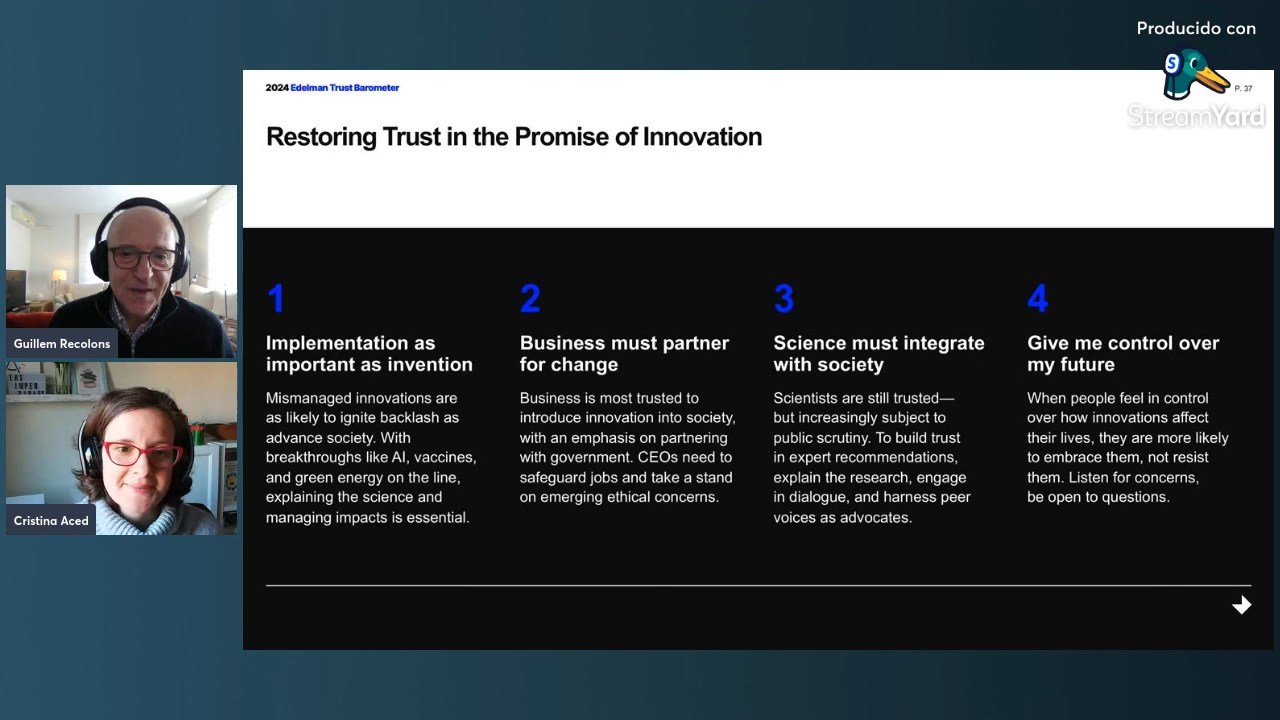 Producido con
StreamYard
2024 Edelman Trust Barometer
P. 37
Restoring Trust in the Promise of Innovation
1
Implementation as
important as invention
Mismanaged innovations are
as likely to ignite backlash as
advance society. With
breakthroughs like AI, vaccines,
and green energy on the line,
explaining the science and
managing impacts is essential.
2
Business must partner
for change
Business is most trusted to
introduce innovation into society,
with an emphasis on partnering
with government. CEOs need to
safeguard jobs and take a stand
on emerging ethical concerns.
3
Science must integrate
with society
Scientists are still trusted—
but increasingly subject to
public scrutiny. To build trust
in expert recommendations,
explain the research, engage
in dialogue, and harness peer
voices as advocates.
4
Give me control over
my future
When people feel in control
over how innovations affect
their lives, they are more likely
to embrace them, not resist
them. Listen for concerns,
be open to questions.
Guillem Recolons
Cristina Aced